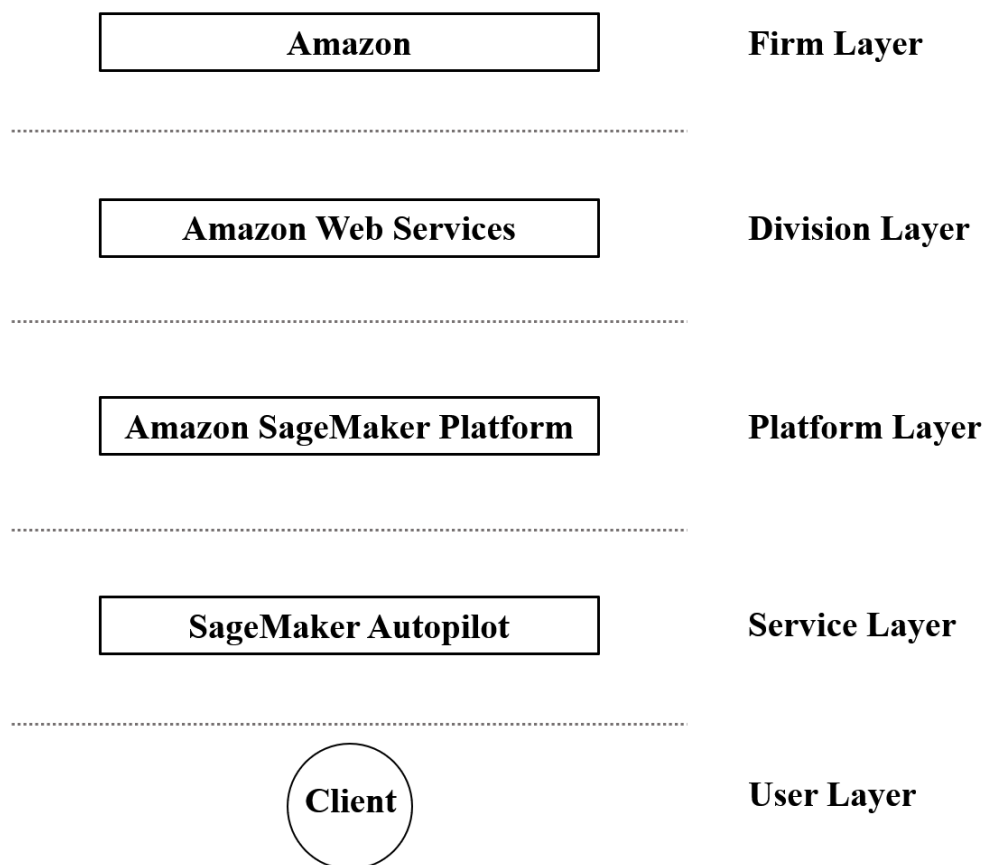 Amazon
Firm Layer
Amazon Web Services
Division Layer
Amazon SageMaker Platform
Platform Layer
SageMaker Autopilot
Service Layer
Client
User Layer